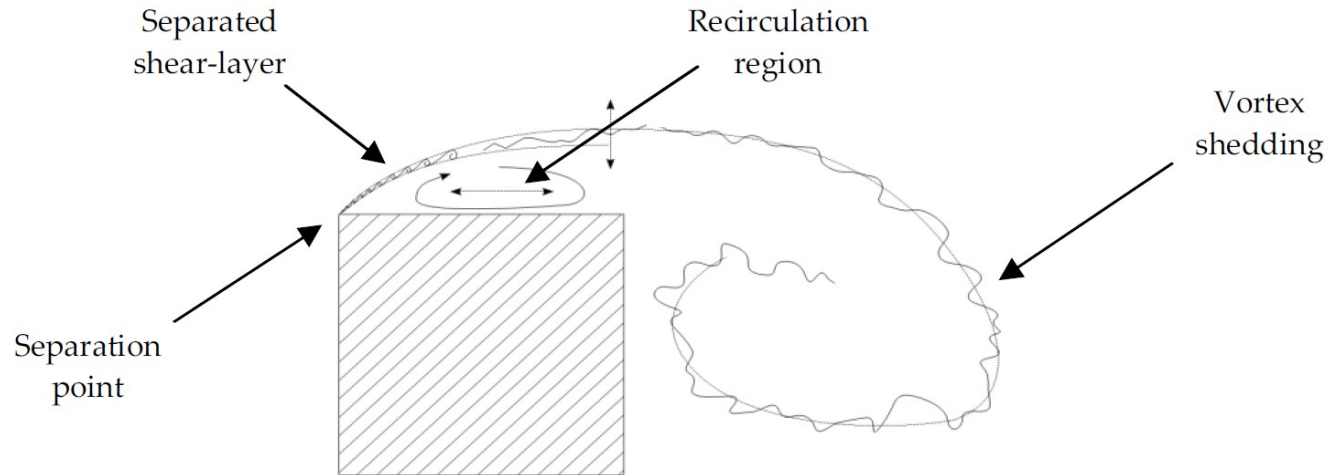 Separated
shear-layer
Recirculation
region
Vortex
shedding
Separation
point